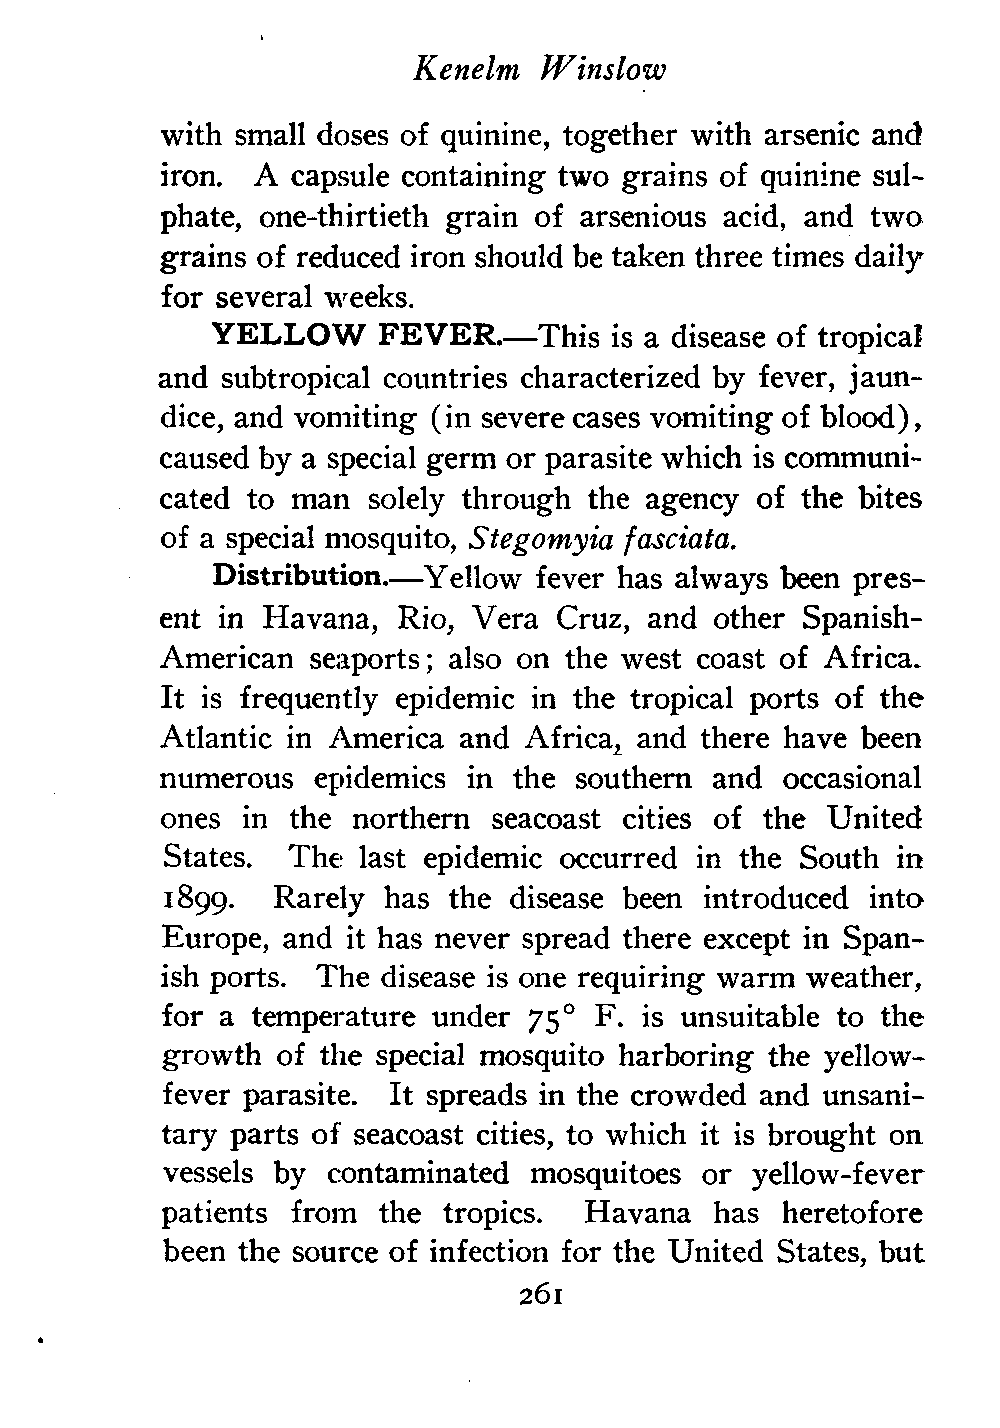 Kenelm Winslow
with small doses of quinine, together with arsenic and
iron. A capsule containing two grains of quinine sul-
phate, one-thirtieth grain of arsenious acid, and two
grains of reduced iron should be taken three times daily
for several weeks.
YELLOW FEVER.—This is a disease of tropical
and subtropical countries characterized by fever, jaun-
dice, and vomiting (in severe cases vomiting of blood),
caused by a special germ or parasite which is communi-
cated to man solely through the agency of the bites
of a special mosquito, Stegomyia fasciata.
Distribution.—Yellow fever has always been pres-
ent in Havana, Rio, Vera Cruz, and other Spanish-
American seaports; also on the west coast of Africa.
It is frequently epidemic in the tropical ports of the
Atlantic in America and Africa, and there have been
numerous epidemics in the southern and occasional
ones in the northern seacoast cities of the United
States. The last epidemic occurred in the South in
1899. Rarely has the disease been introduced into
Europe, and it has never spread there except in Span-
ish ports. The disease is one requiring warm weather,
for a temperature under 75° F. is unsuitable to the
growth of the special mosquito harboring the yellow-
fever parasite. It spreads in the crowded and unsani-
tary parts of seacoast cities, to which it is brought on
vessels by contaminated mosquitoes or yellow-fever
patients from the tropics. Havana has heretofore
been the source of infection for the United States, but
261